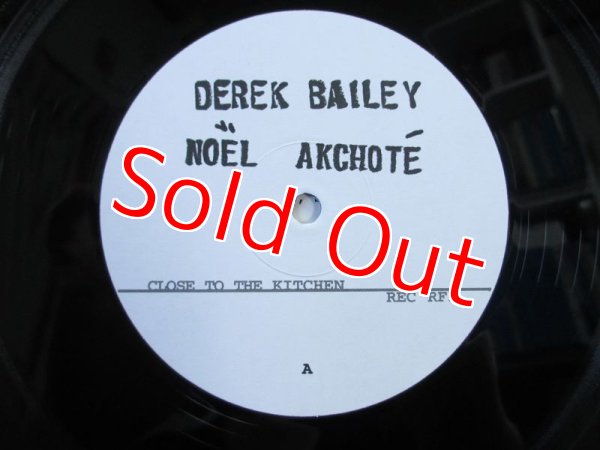 DEREK BAILEY
NOËL AKCHOTÉ
Sold Out
CLOSE TO THE KITCHEN
REC RF
A